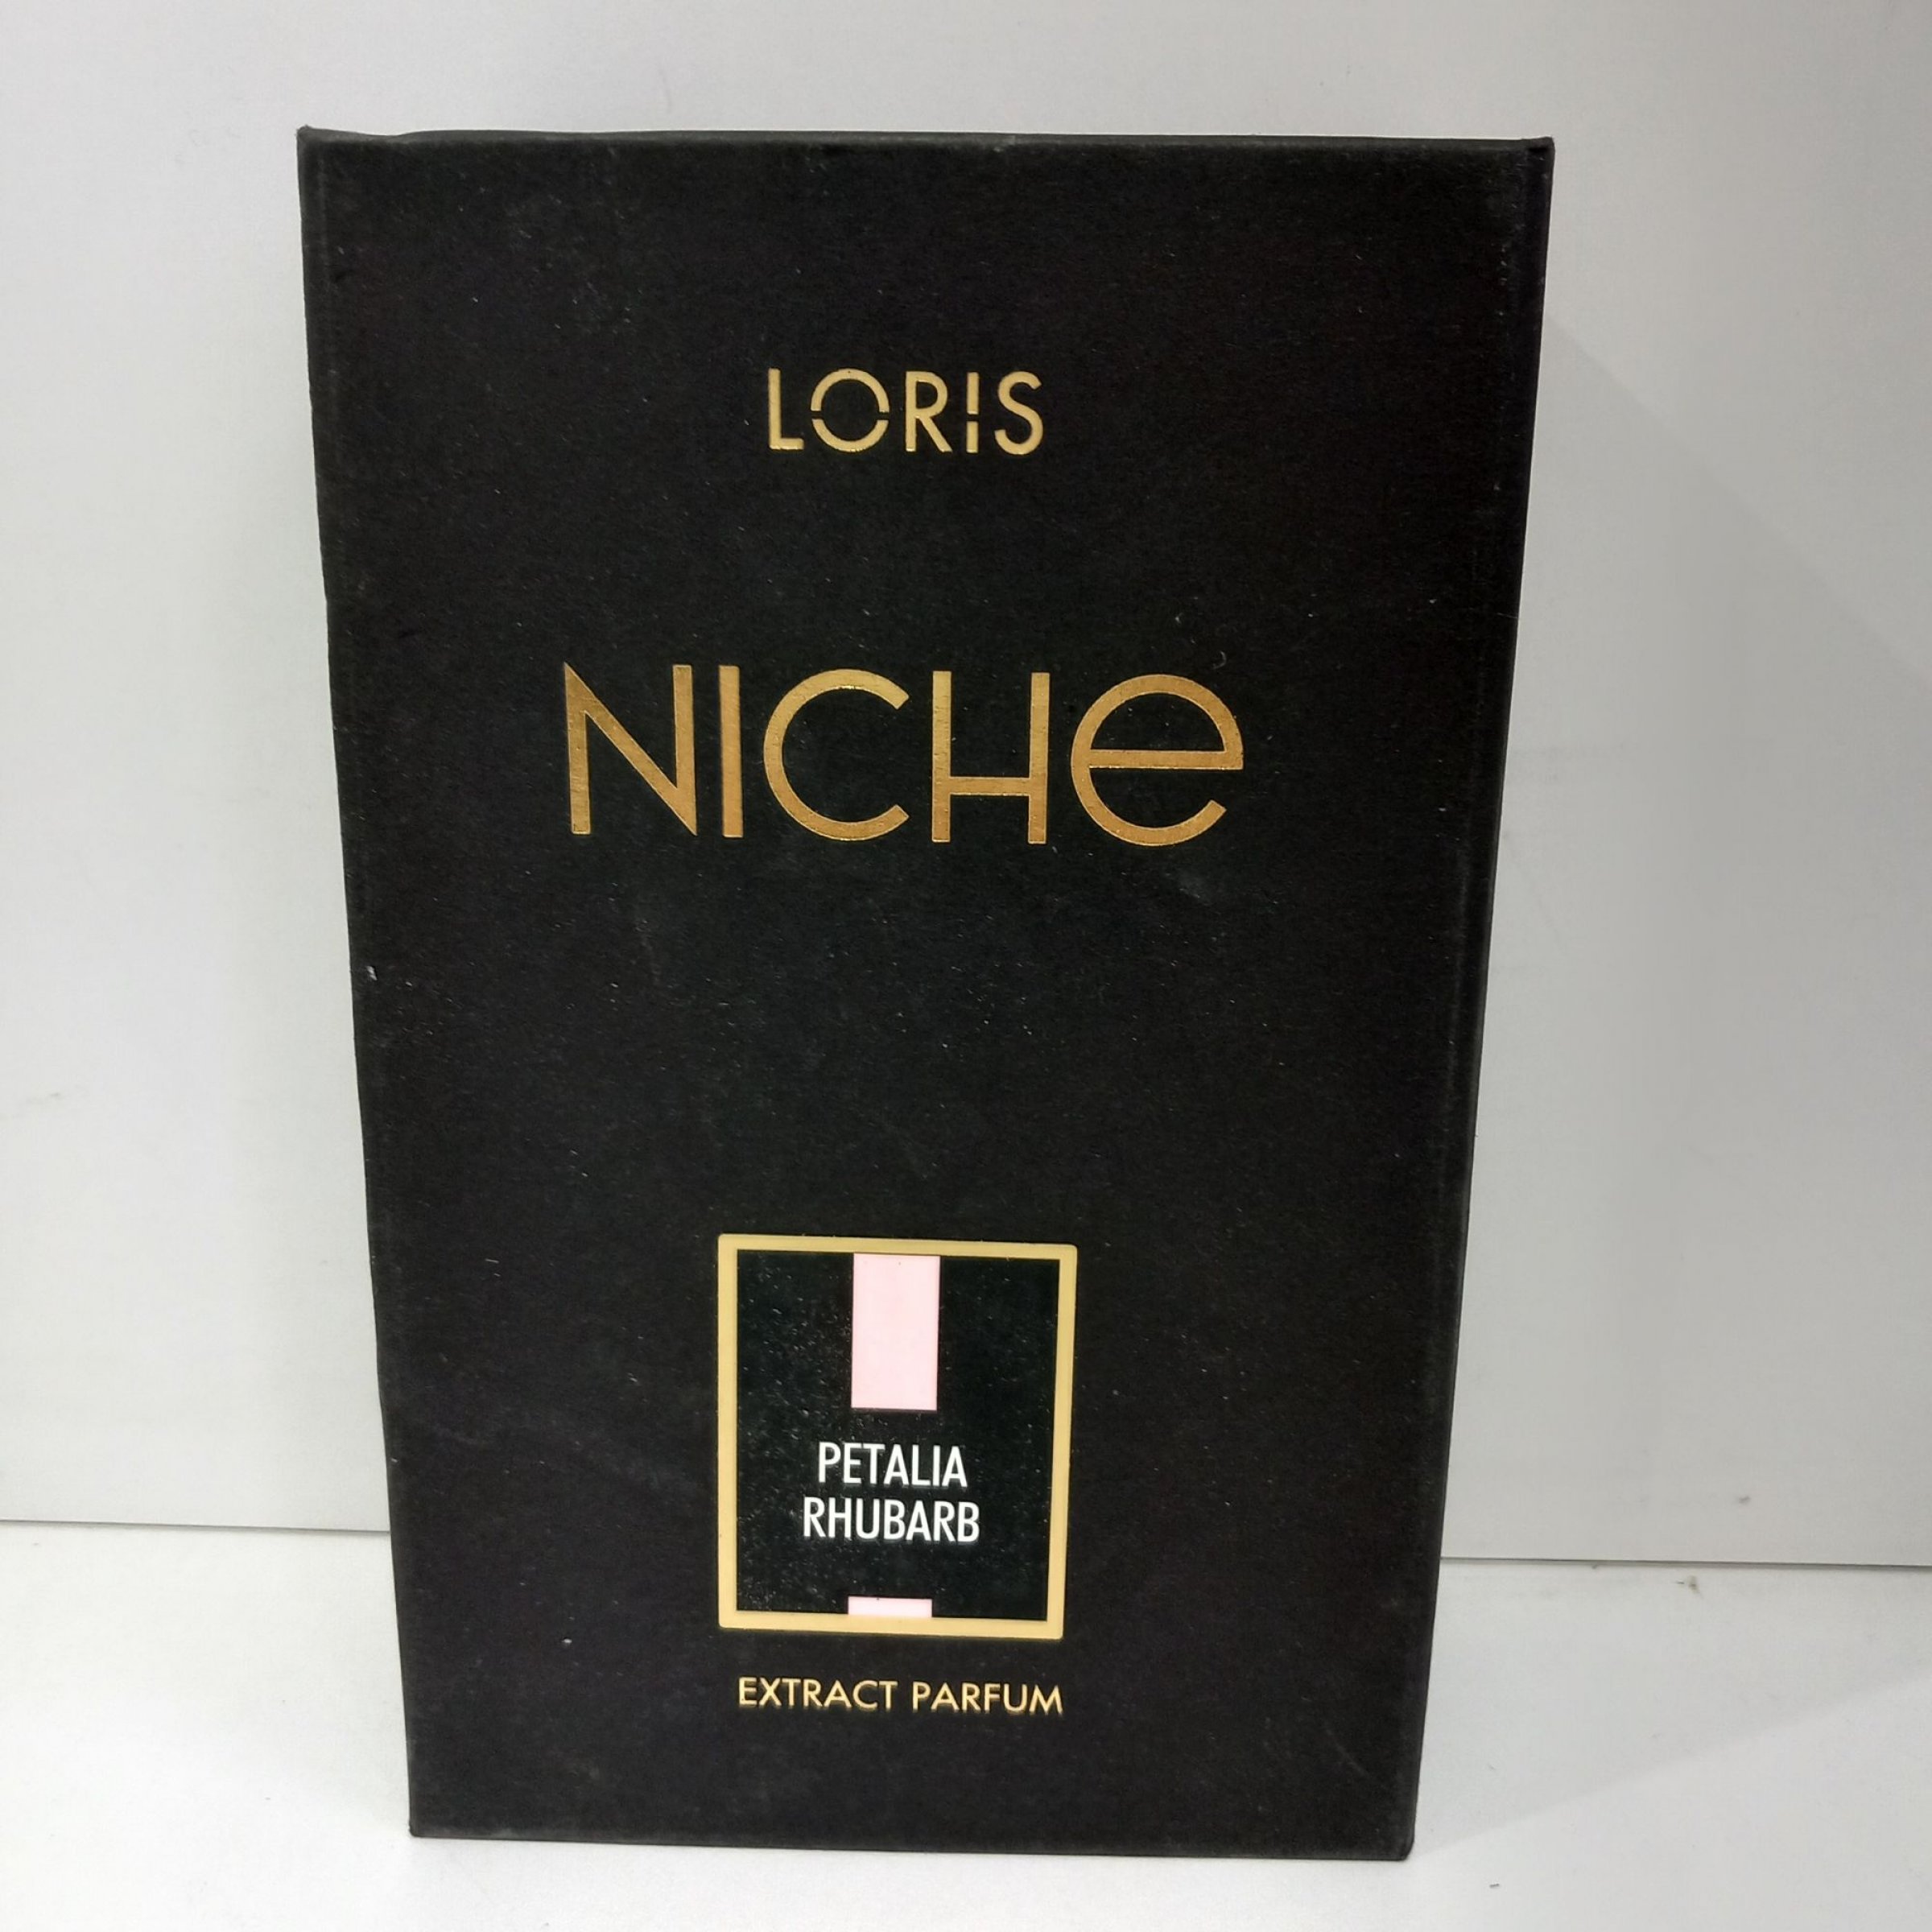 LORIS
NICHe
PETALIA
RHUBARB
EXTRACT PARFUM